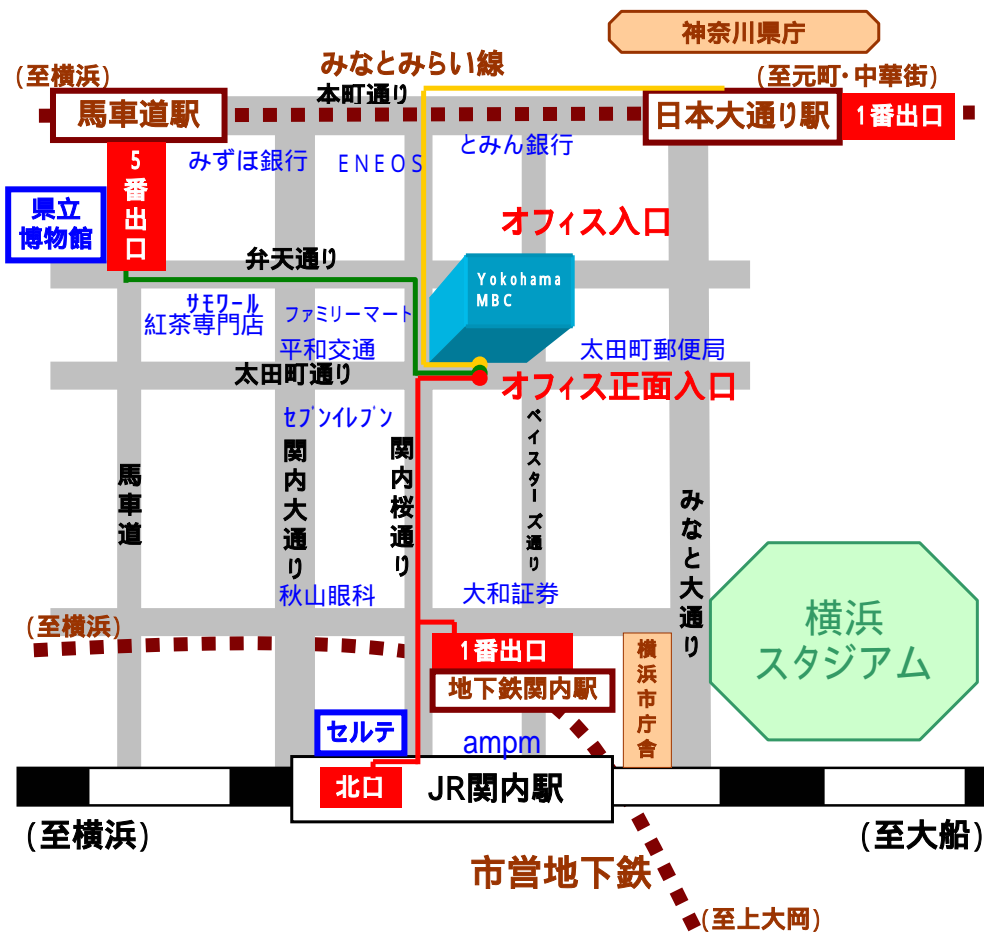 神奈川県庁
みなとみらい線
(至横浜)
(至元町・中華街)
本町通り
馬車道駅
日本大通り駅
1番出口
5番出口
みずほ銀行
ENEOS
とみん銀行
県立
博物館
オフィス入口
弁天通り
Yokohama
MBC
サモワール
紅茶専門店
ファミリーマート
平和交通
太田町郵便局
太田町通り
オフィス正面入口
セブンイレブン
馬車道
関内大通り
関内桜通り
ベイスターズ通り
みなと大通り
秋山眼科
大和証券
横浜
スタジアム
(至横浜)
1番出口
横浜市庁舎
地下鉄関内駅
セルテ
ampm
北口
JR関内駅
(至横浜)
(至大船)
市営地下鉄
(至上大岡)